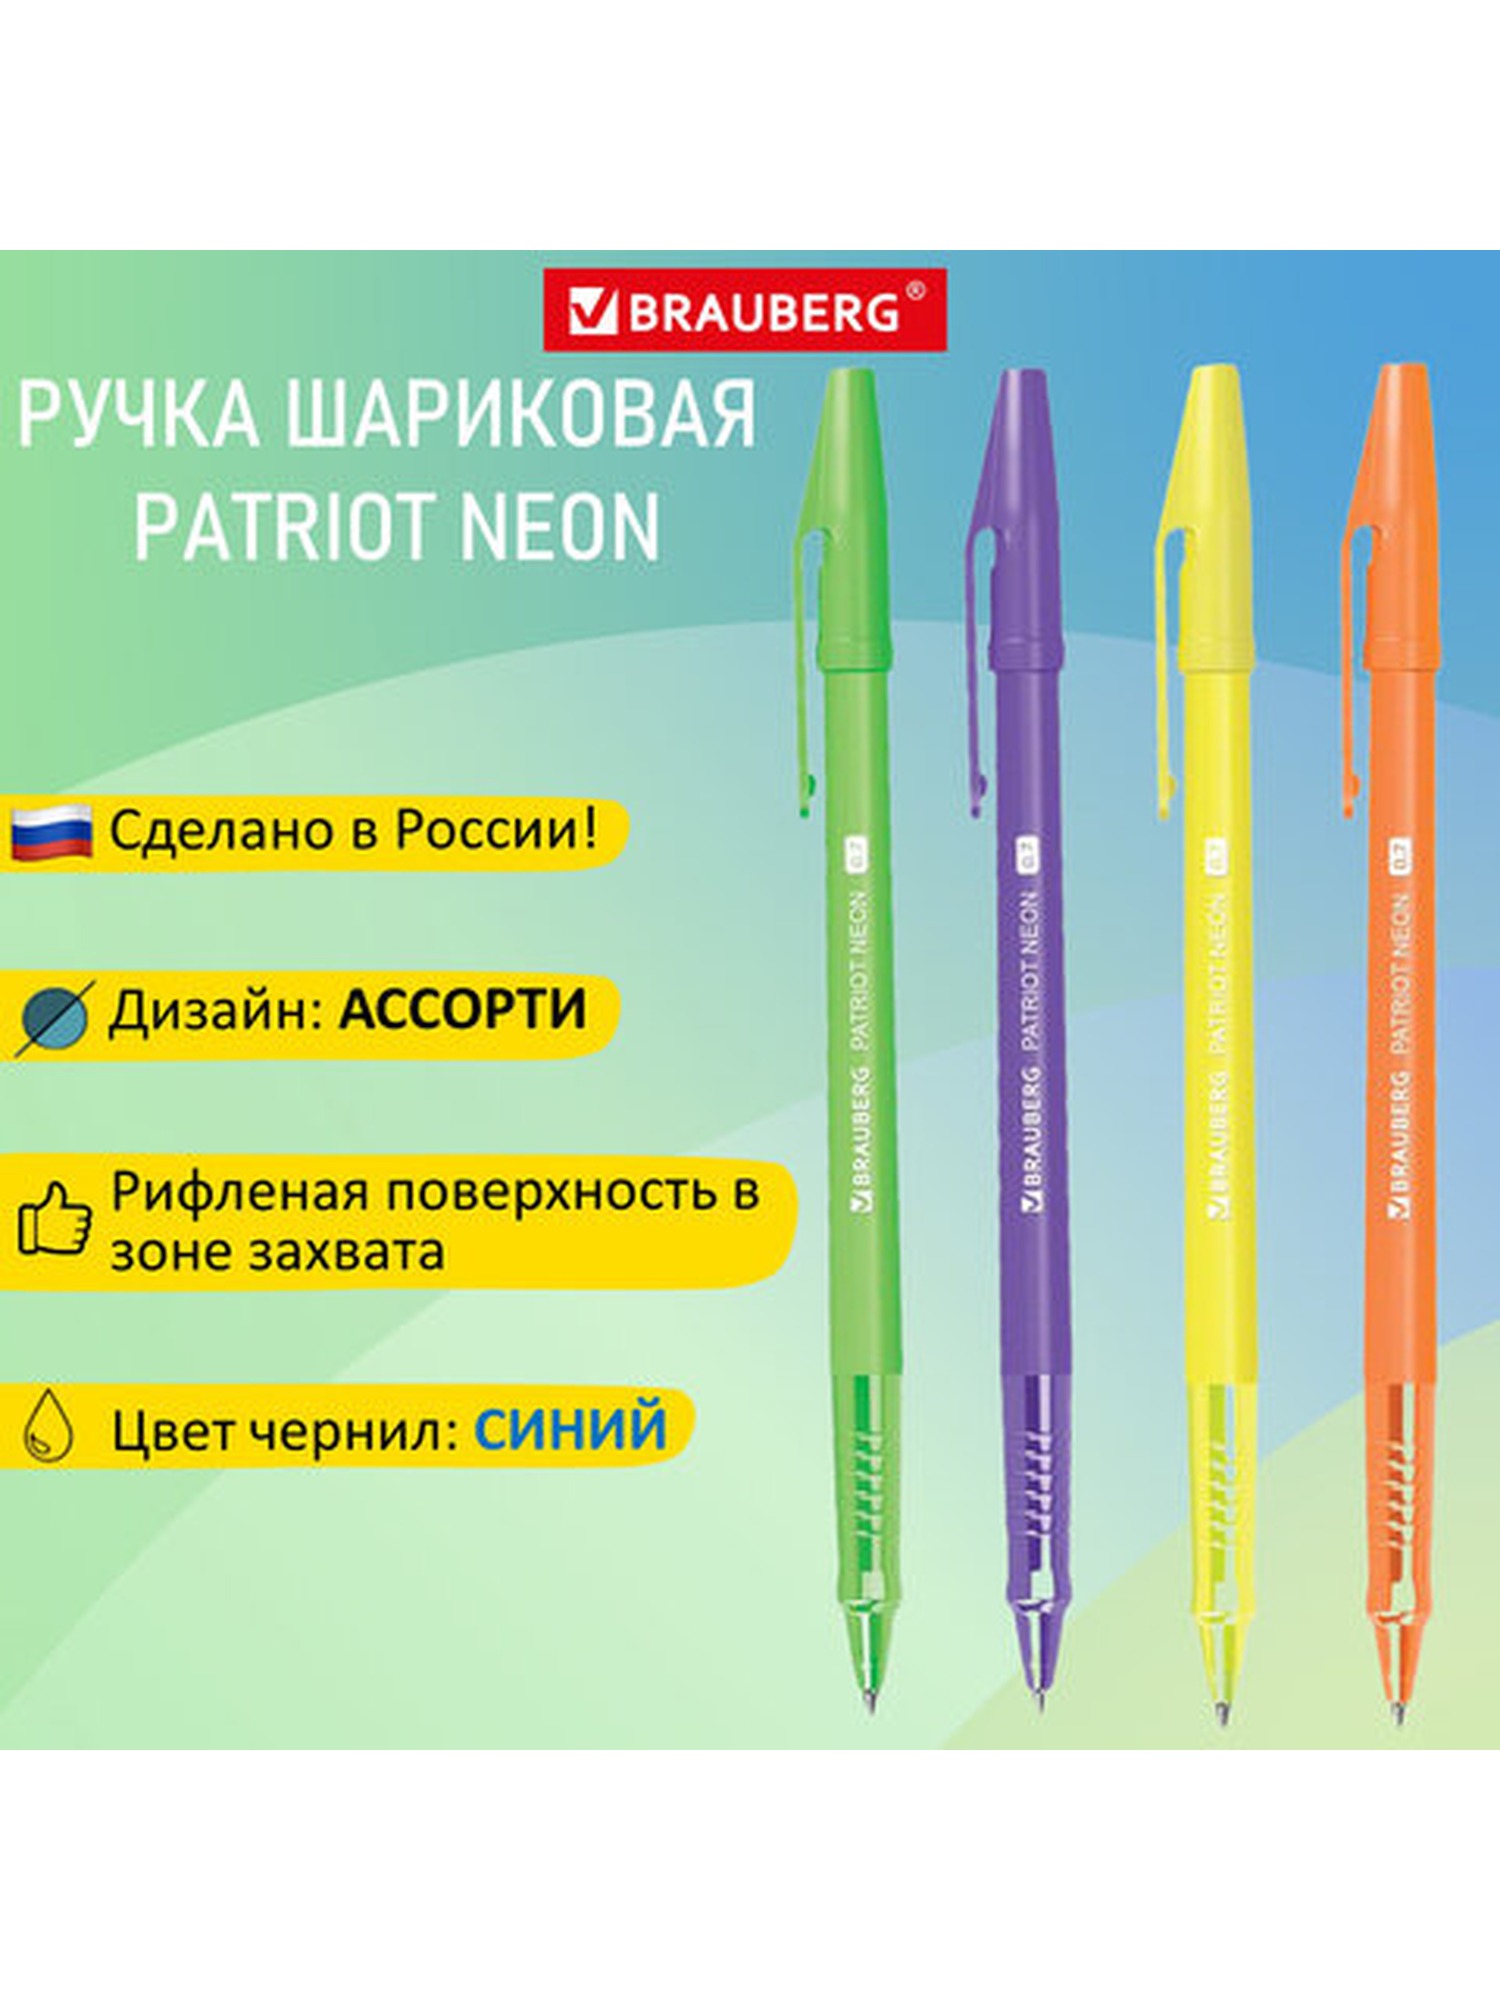 BRAUBERG®
РУЧКА ШАРИКОВАЯ
PATRIOT NEON
Сделано в России!
Дизайн: АССОРТИ
Рифленая поверхность в
зоне захвата
Цвет чернил: СИНИЙ
BRAUBERG PATRIOT NEON 0.7
BRAUBERG PATRIOT NEON 0.7
BRAUBERG PATRIOT NEON 0.7
BRAUBERG PATRIOT NEON 0.7